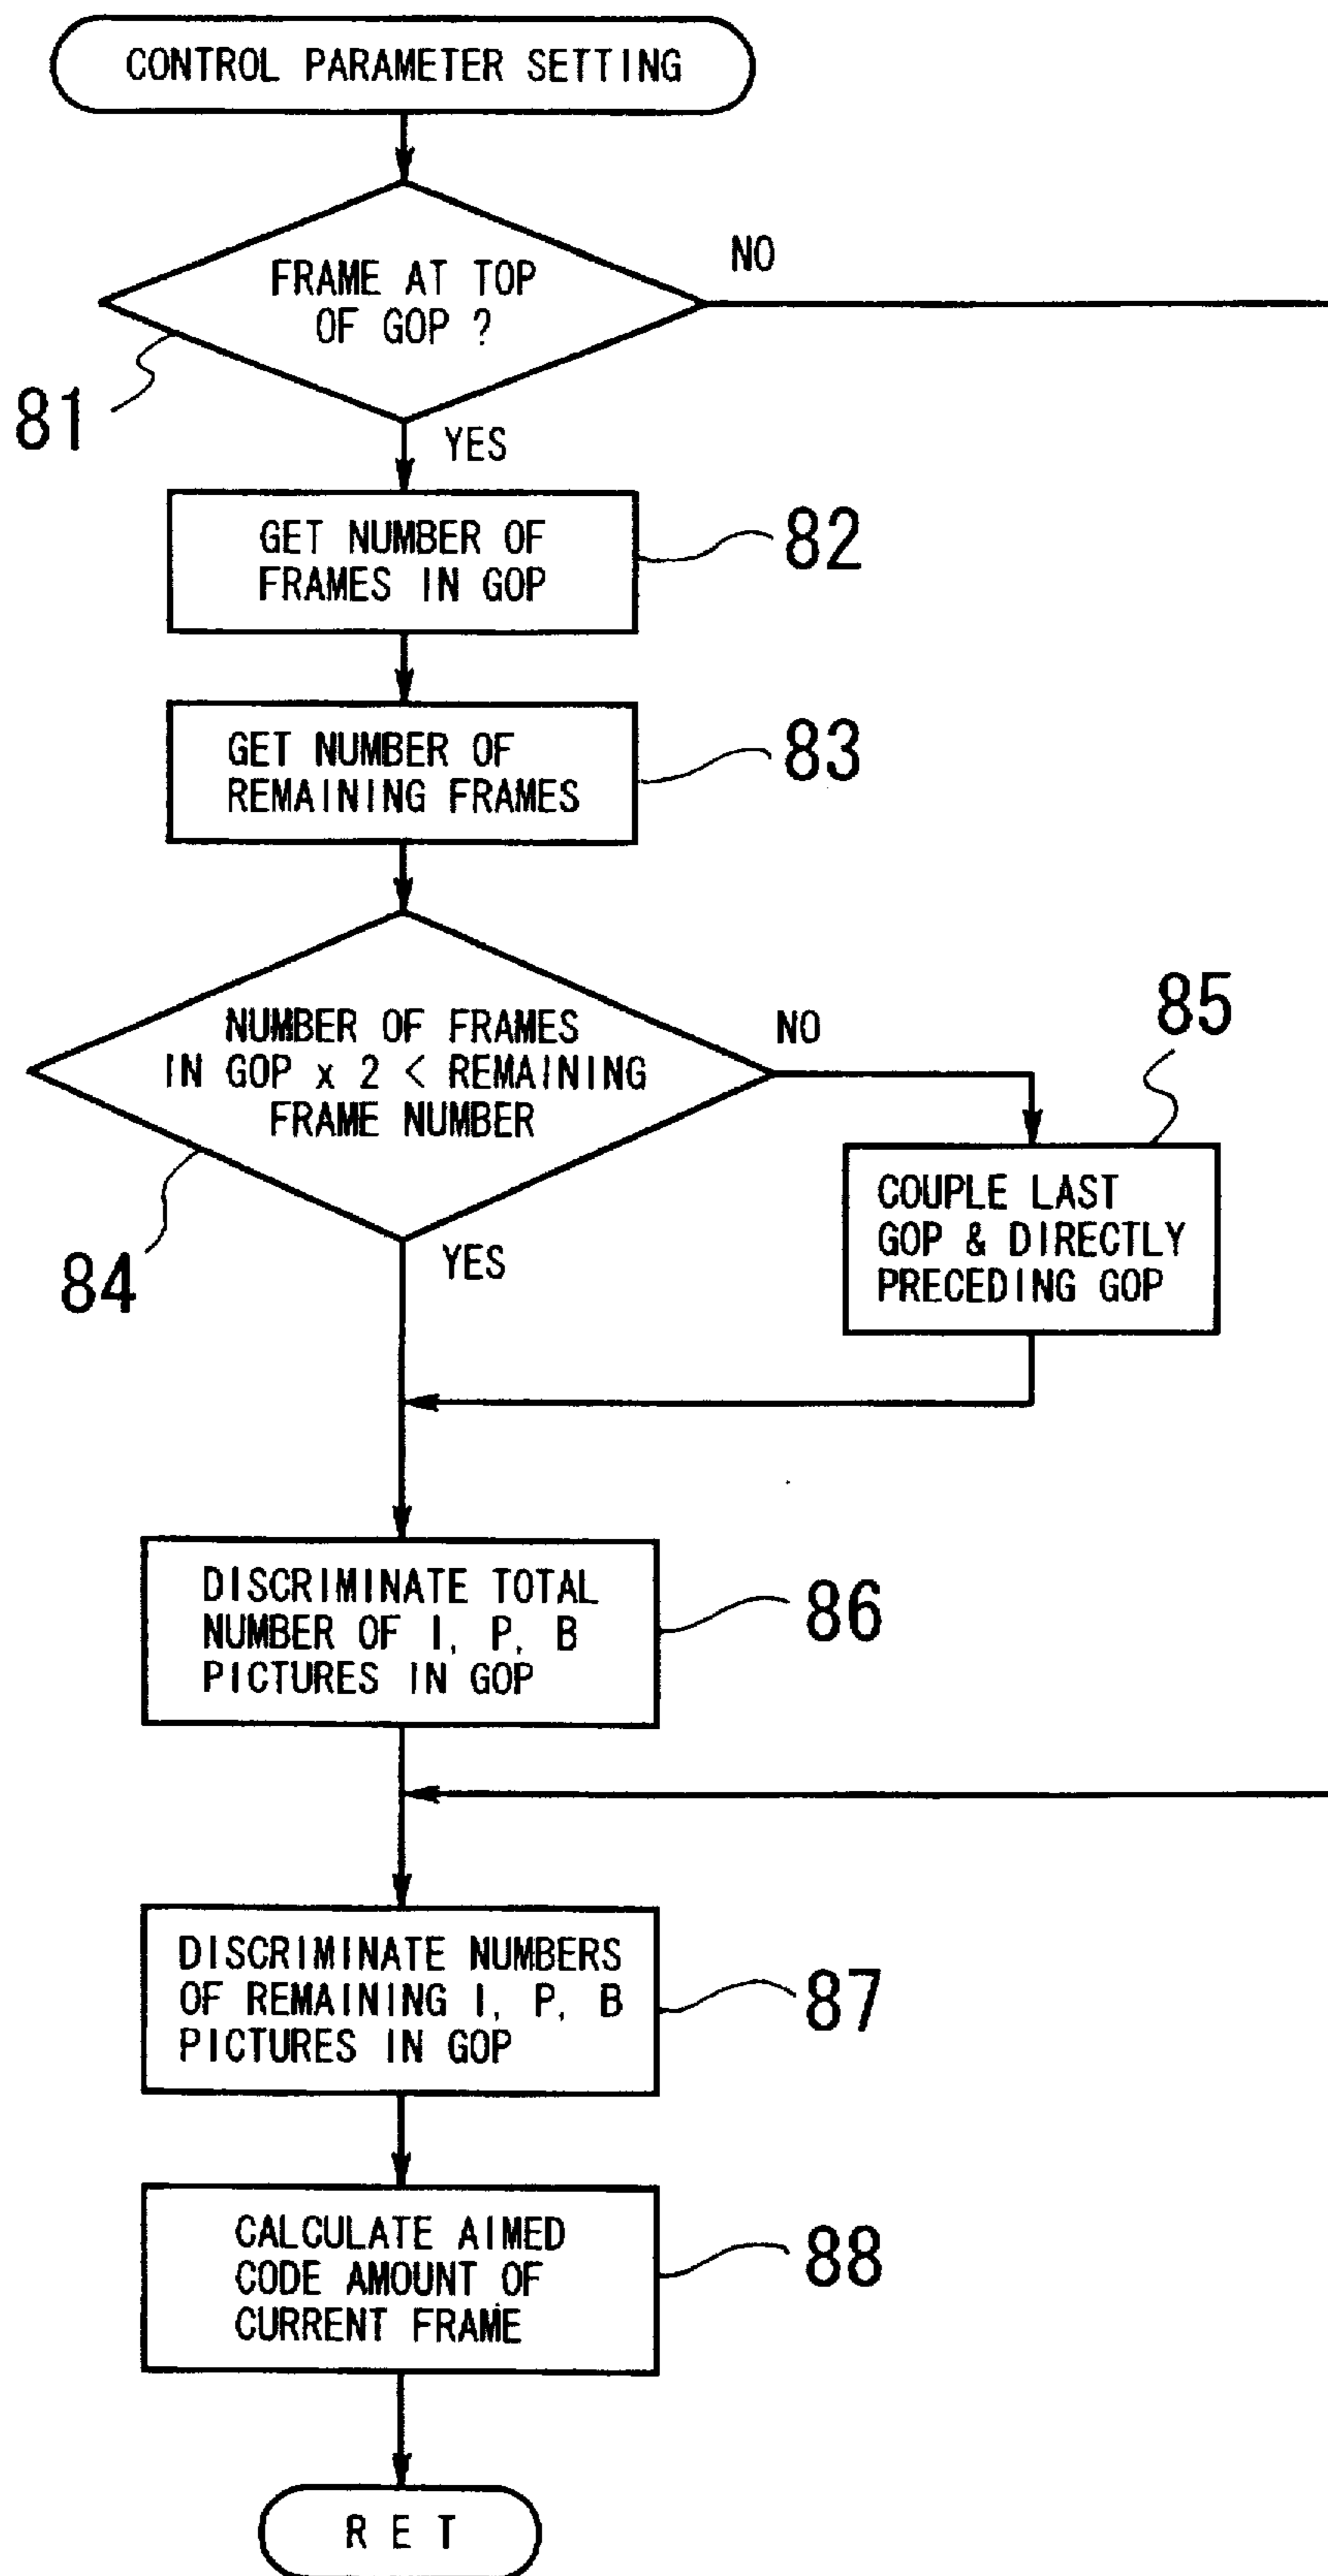 CONTROL PARAMETER SETTING
FRAME AT TOP
OF GOP ?
NO
81
YES
GET NUMBER OF
FRAMES IN GOP
82
GET NUMBER OF
REMAINING FRAMES
83
NUMBER OF FRAMES
IN GOP x 2 < REMAINING
FRAME NUMBER
NO
85
84
YES
COUPLE LAST
GOP & DIRECTLY
PRECEDING GOP
DISCRIMINATE TOTAL
NUMBER OF I, P, B
PICTURES IN GOP
86
DISCRIMINATE NUMBERS
OF REMAINING I, P, B
PICTURES IN GOP
87
CALCULATE AIMED
CODE AMOUNT OF
CURRENT FRAME
88
RET